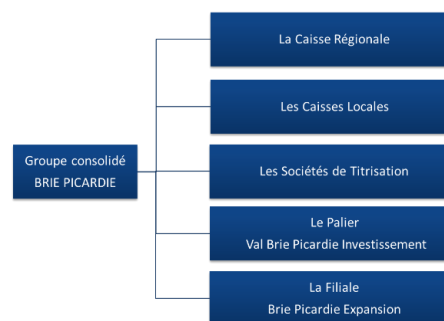 La Caisse Régionale
Les Caisses Locales
Groupe consolidé
BRIE PICARDIE
Les Sociétés de Titrisation
Le Palier
Val Brie Picardie Investissement
La Filiale
Brie Picardie Expansion